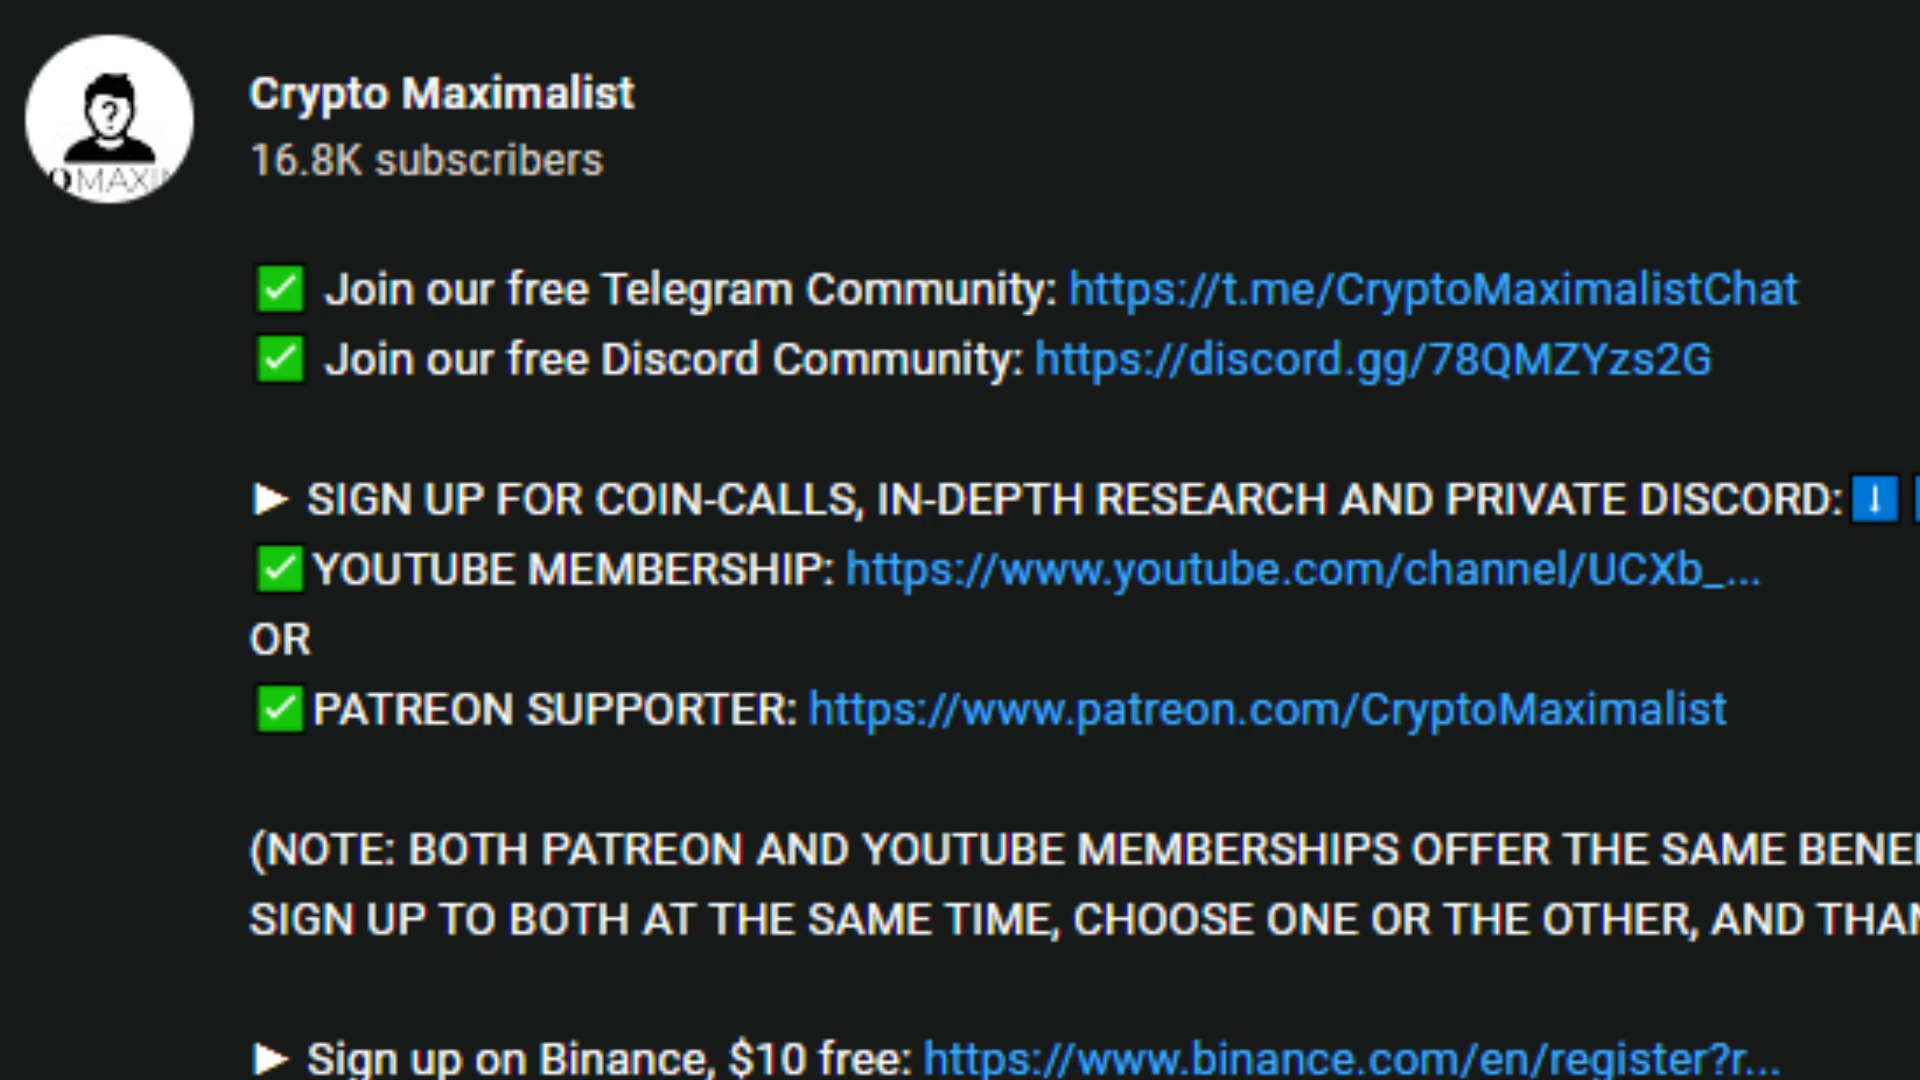 Crypto Maximalist
16.8K subscribers
?
O MAXIM
✅ Join our free Telegram Community: https://t.me/CryptoMaximalistChat
✅ Join our free Discord Community: https://discord.gg/78QMZYzs2G
► SIGN UP FOR COIN-CALLS, IN-DEPTH RESEARCH AND PRIVATE DISCORD: ⬇
✅ YOUTUBE MEMBERSHIP: https://www.youtube.com/channel/UCXb_...
OR
✅ PATREON SUPPORTER: https://www.patreon.com/CryptoMaximalist
(NOTE: BOTH PATREON AND YOUTUBE MEMBERSHIPS OFFER THE SAME
SIGN UP TO BOTH AT THE SAME TIME, CHOOSE ONE OR THE OTHER, AND
► Sign up on Binance, $10 free: https://www.binance.com/en/register?r...